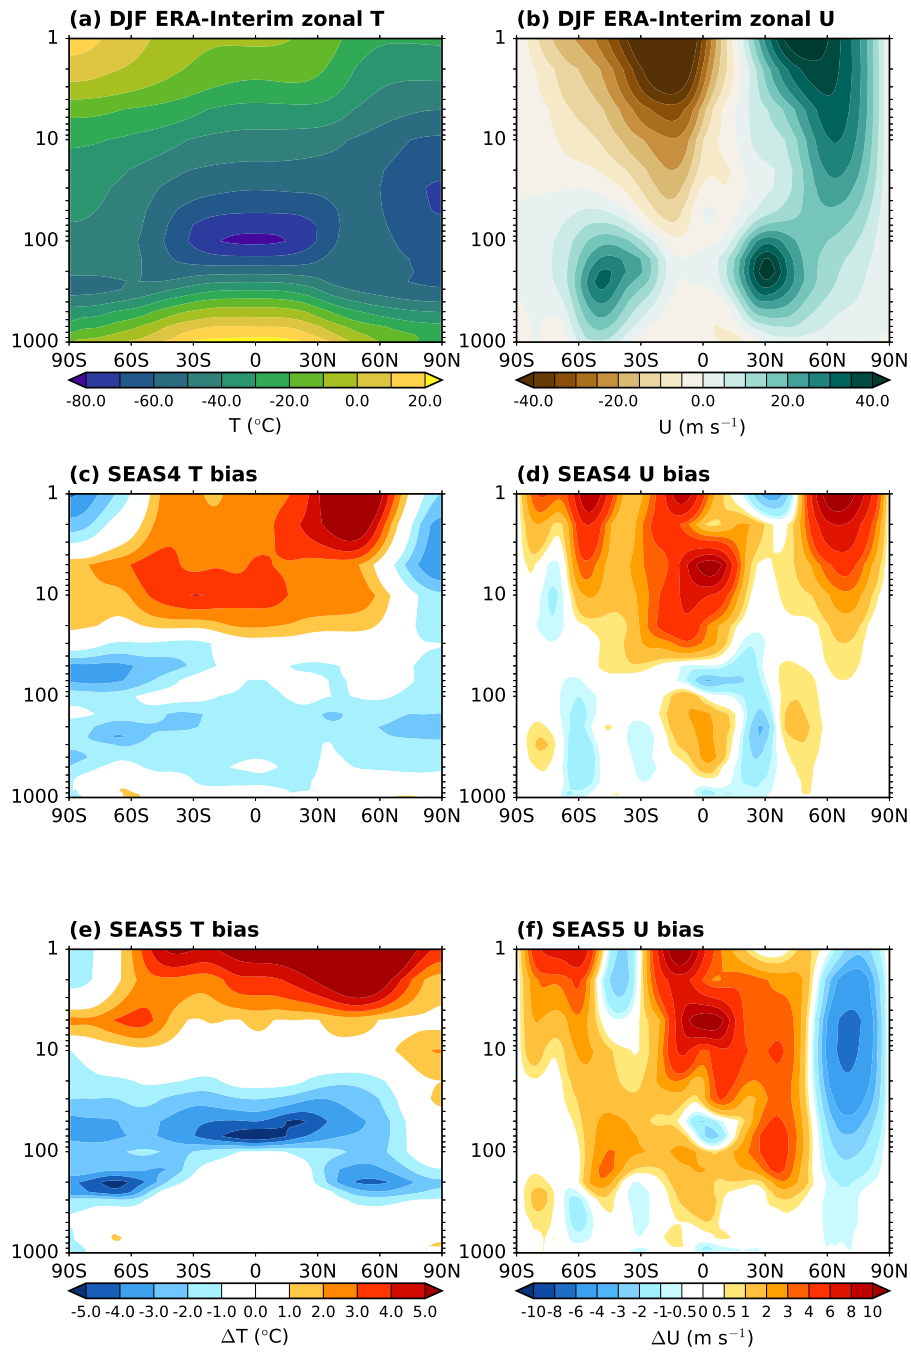 (a) DJF ERA-Interim zonal T
(b) DJF ERA-Interim zonal U
1
10
100
1000
90S 60S 30S 0 30N 60N 90N
-80.0 -60.0 -40.0 -20.0 0.0 20.0
T (°C)
1
10
100
1000
90S 60S 30S 0 30N 60N 90N
-40.0 -20.0 0.0 20.0 40.0
U (m s⁻¹)
(c) SEAS4 T bias
(d) SEAS4 U bias
1
10
100
1000
90S 60S 30S 0 30N 60N 90N
1
10
100
1000
90S 60S 30S 0 30N 60N 90N
(e) SEAS5 T bias
(f) SEAS5 U bias
1
10
100
1000
90S 60S 30S 0 30N 60N 90N
-5.0 -4.0 -3.0 -2.0 -1.0 0.0 1.0 2.0 3.0 4.0 5.0
ΔT (°C)
1
10
100
1000
90S 60S 30S 0 30N 60N 90N
-10 -8 -6 -4 -3 -2 -1 -0.5 0 0.5 1 2 3 4 6 8 10
ΔU (m s⁻¹)